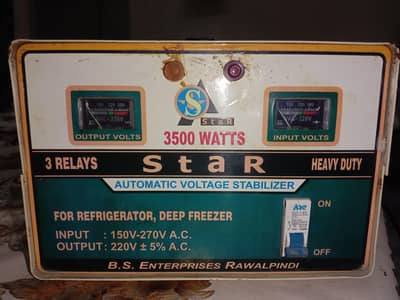 S
StaR
OUTPUT VOLTS
3500 WATTS
INPUT VOLTS
3 RELAYS
StaR
HEAVY DUTY
AUTOMATIC VOLTAGE STABILIZER
FOR REFRIGERATOR, DEEP FREEZER
ON
INPUT : 150V-270V A.C.
OUTPUT : 220V ± 5% A.C.
OFF
B.S. ENTERPRISES RAWALPINDI